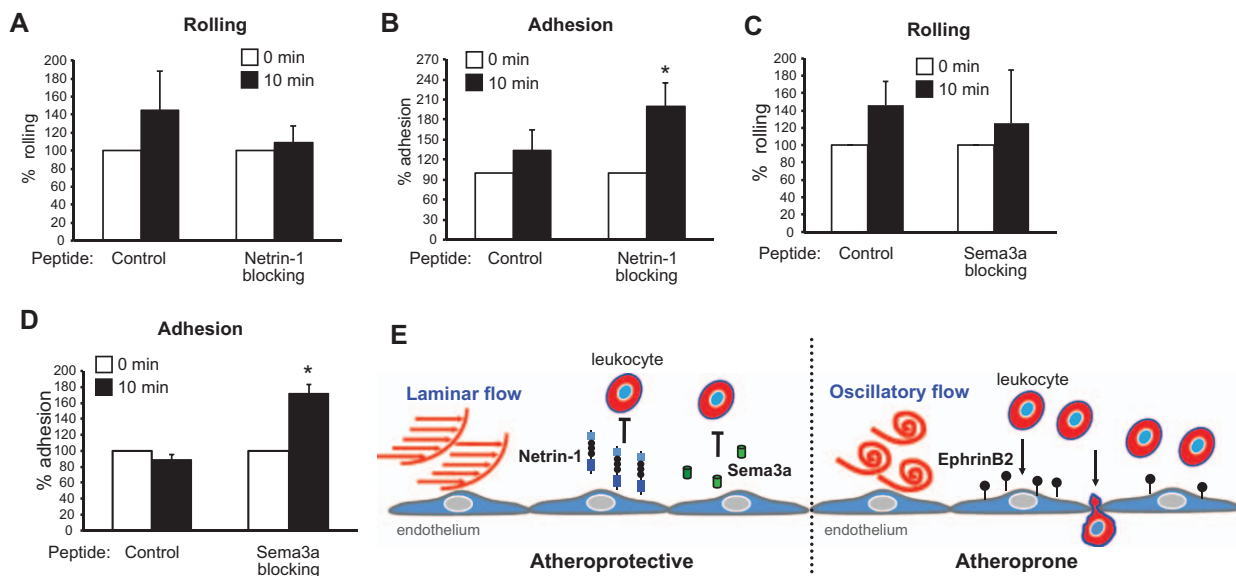 A
Rolling
0 min
10 min
% rolling
200
180
160
140
120
100
80
60
40
20
0
Peptide:
Control
Netrin-1
blocking
B
Adhesion
0 min
10 min
*
% adhesion
270
240
210
180
150
120
90
60
30
0
Peptide:
Control
Netrin-1
blocking
C
Rolling
0 min
10 min
% rolling
200
180
160
140
120
100
80
60
40
20
0
Peptide:
Control
Sema3a
blocking
D
Adhesion
0 min
10 min
*
% adhesion
200
180
160
140
120
100
80
60
40
20
0
Peptide:
Control
Sema3a
blocking
E
leukocyte
Laminar flow
Netrin-1
Sema3a
endothelium
Atheroprotective
Oscillatory flow
leukocyte
EphrinB2
endothelium
Atheroprone